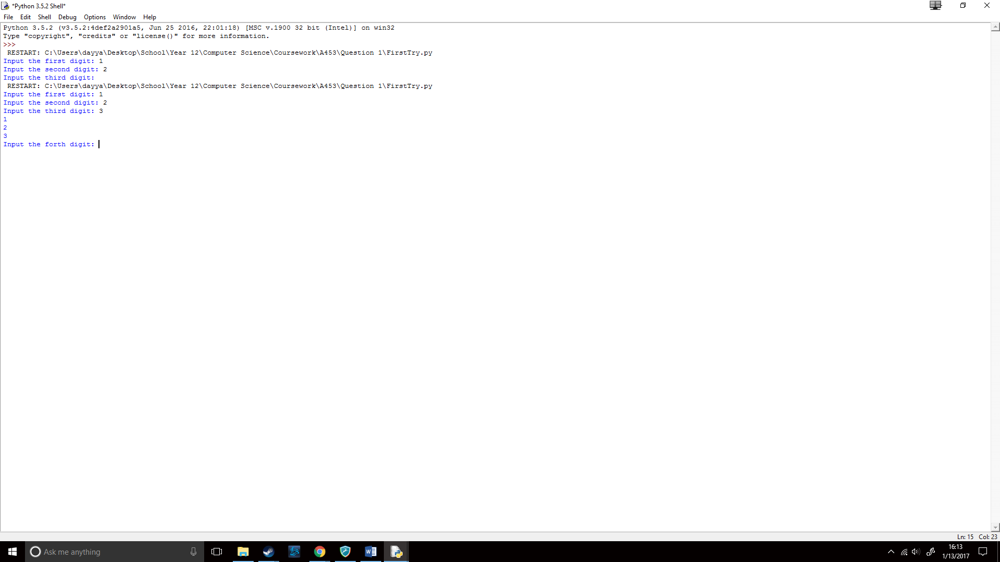 *Python 3.5.2 Shell*
File Edit Shell Debug Options Window Help
Python 3.5.2 (v3.5.2:4def2a2901a5, Jun 25 2016, 22:01:18) [MSC v.1900 32 bit (Intel)] on win32
Type "copyright", "credits" or "license()" for more information.
>>>
RESTART: C:\Users\dayya\Desktop\School\Year 12\Computer Science\Coursework\A453\Question 1\FirstTry.py
Input the first digit: 1
Input the second digit: 2
Input the third digit:
RESTART: C:\Users\dayya\Desktop\School\Year 12\Computer Science\Coursework\A453\Question 1\FirstTry.py
Input the first digit: 1
Input the second digit: 2
Input the third digit: 3
1
2
3
Input the forth digit:
Ln: 15 Col: 23
Ask me anything
16:13
1/13/2017